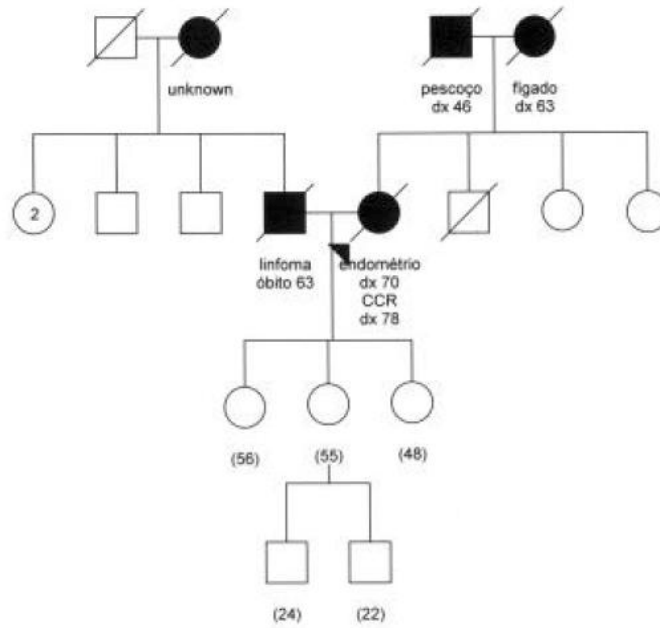 unknown
pescoço
dx 46
fígado
dx 63
2
linfoma
óbito 63
endométrio
dx 70
CCR
dx 78
(56)
(55)
(48)
(24)
(22)